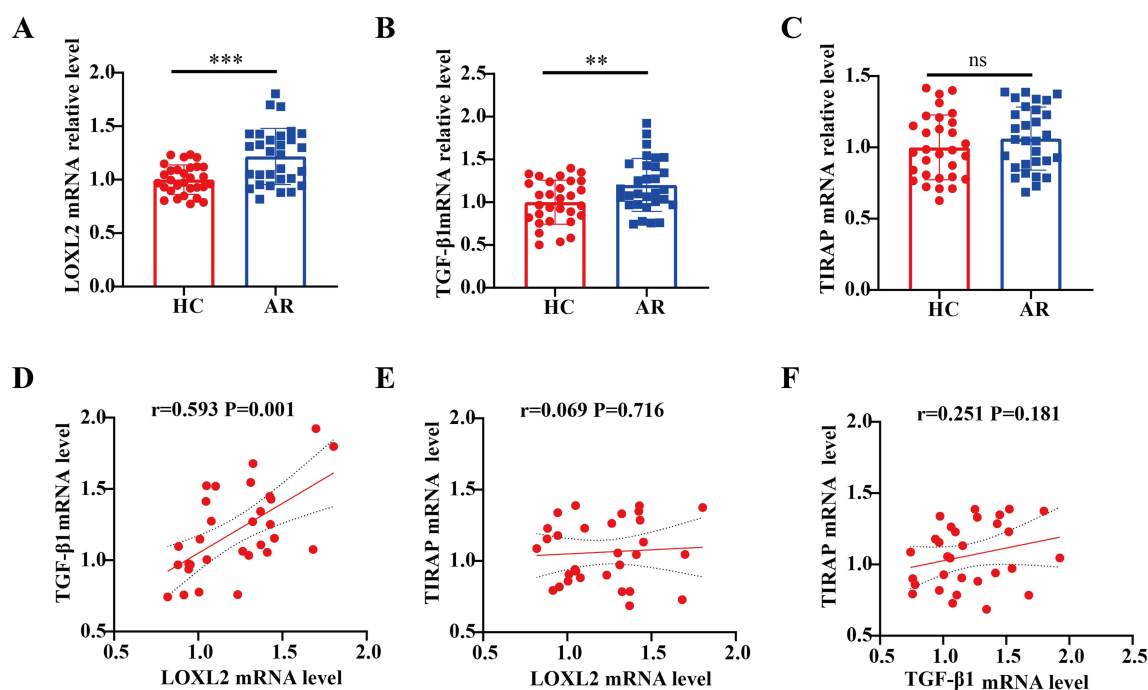 A
LOXL2 mRNA relative level
***
2.0
1.5
1.0
0.5
0.0
HC
AR
B
TGF-β1mRNA relative level
**
2.5
2.0
1.5
1.0
0.5
0.0
HC
AR
C
TIRAP mRNA relative level
ns
1.5
1.0
0.5
0.0
HC
AR
D
r=0.593 P=0.001
TGF-β1mRNA level
2.0
1.5
1.0
0.5
0.5
1.0
1.5
2.0
LOXL2 mRNA level
E
r=0.069 P=0.716
TIRAP mRNA level
2.0
1.5
1.0
0.5
0.5
1.0
1.5
2.0
LOXL2 mRNA level
F
r=0.251 P=0.181
TIRAP mRNA level
2.0
1.5
1.0
0.5
0.5
1.0
1.5
2.0
2.5
TGF-β1 mRNA level